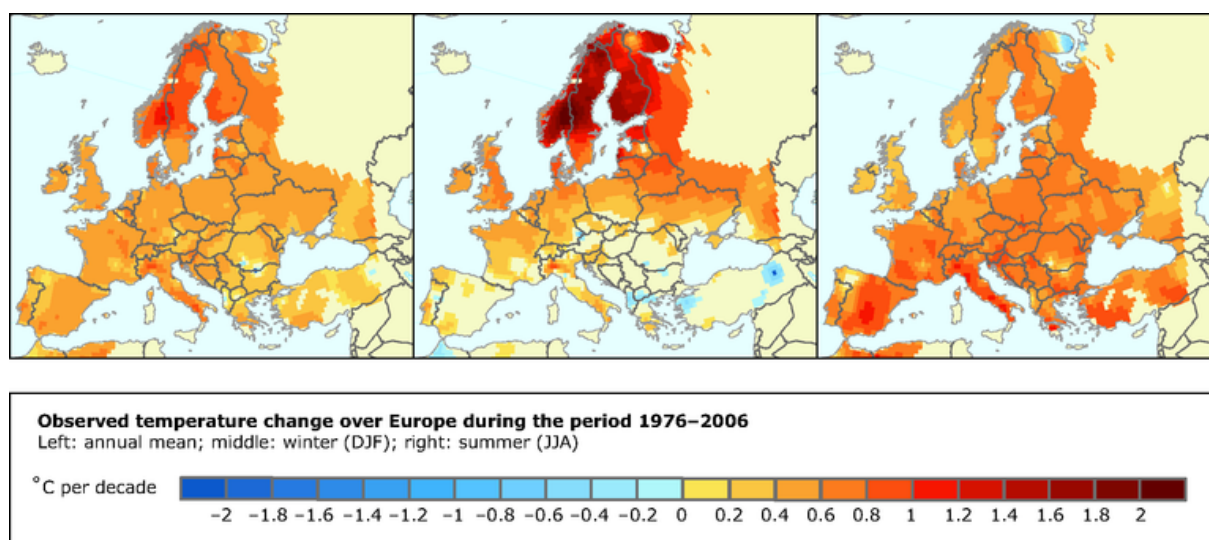 Observed temperature change over Europe during the period 1976–2006
Left: annual mean; middle: winter (DJF); right: summer (JJA)
°C per decade
−2 −1.8 −1.6 −1.4 −1.2 −1 −0.8 −0.6 −0.4 −0.2 0 0.2 0.4 0.6 0.8 1 1.2 1.4 1.6 1.8 2